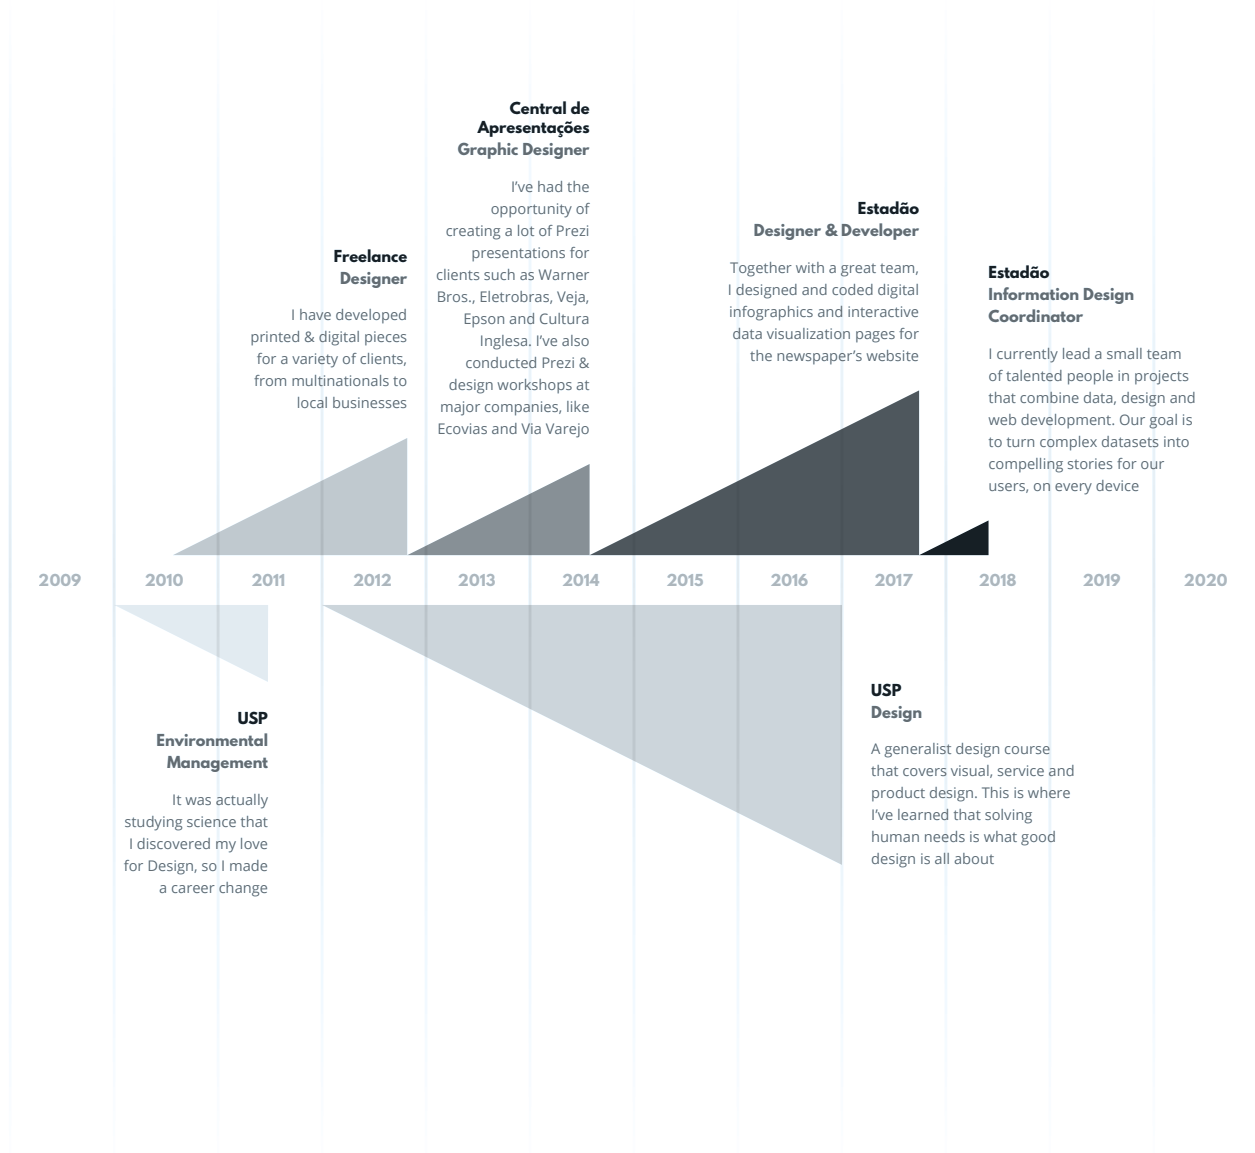 Central de
Apresentações
Graphic Designer
I’ve had the
opportunity of
creating a lot of Prezi
presentations for
clients such as Warner
Bros., Eletrobras, Veja,
Epson and Cultura
Inglesa. I’ve also
conducted Prezi &
design workshops at
major companies, like
Ecovias and Via Varejo
Freelance
Designer
I have developed
printed & digital pieces
for a variety of clients,
from multinationals to
local businesses
Estadão
Designer & Developer
Together with a great team,
I designed and coded digital
infographics and interactive
data visualization pages for
the newspaper’s website
Estadão
Information Design
Coordinator
I currently lead a small team
of talented people in projects
that combine data, design and
web development. Our goal is
to turn complex datasets into
compelling stories for our
users, on every device
2009 2010 2011 2012 2013 2014 2015 2016 2017 2018 2019 2020
USP
Environmental
Management
It was actually
studying science that
I discovered my love
for Design, so I made
a career change
USP
Design
A generalist design course
that covers visual, service and
product design. This is where
I’ve learned that solving
human needs is what good
design is all about